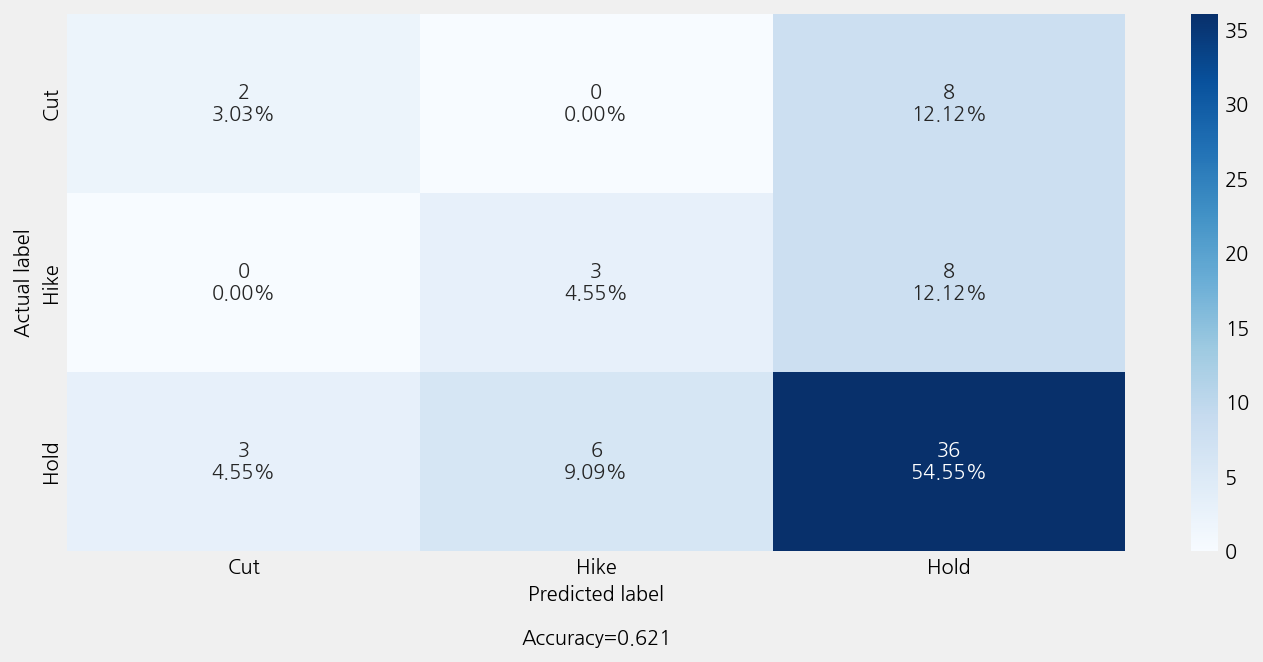 Actual label
Cut
Hike
Hold
2
3.03%
0
0.00%
8
12.12%
0
0.00%
3
4.55%
8
12.12%
3
4.55%
6
9.09%
36
54.55%
Cut
Hike
Hold
Predicted label
Accuracy=0.621
35
30
25
20
15
10
5
0